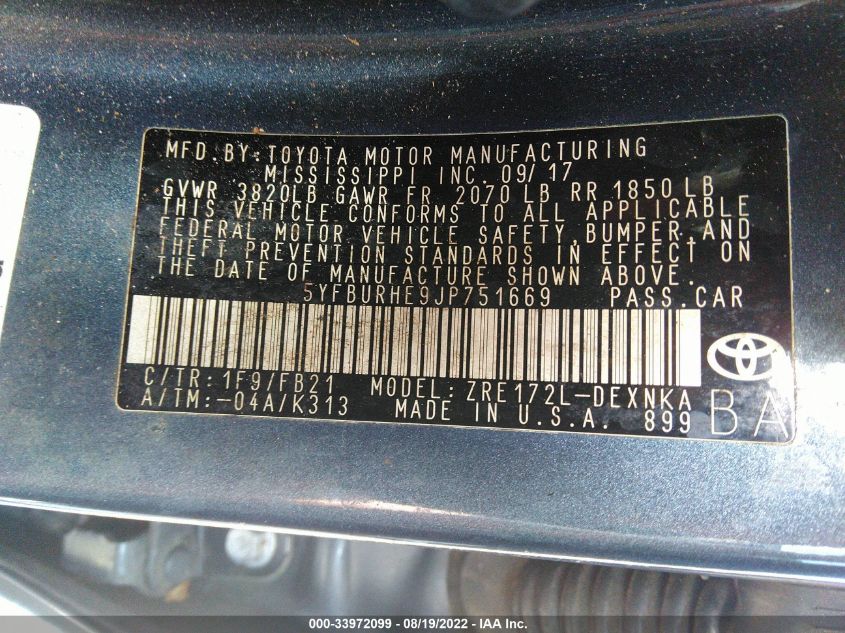 MFD. BY: TOYOTA MOTOR MANUFACTURING
MISSISSIPPI INC. 09/17
GVWR 3820LB GAWR FR 2070 LB RR 1850 LB
THIS VEHICLE CONFORMS TO ALL APPLICABLE
FEDERAL MOTOR VEHICLE SAFETY, BUMPER, AND
THEFT PREVENTION STANDARDS IN EFFECT ON
THE DATE OF MANUFACTURE SHOWN ABOVE.
5YFBURHE9JP751669 PASS. CAR
C/TR: 1F9/FB21 MODEL: ZRE172L-DEXNKA
A/TM: -04A/K313 MADE IN U.S.A. 899 BA
000-33972099 - 08/19/2022 - IAA Inc.